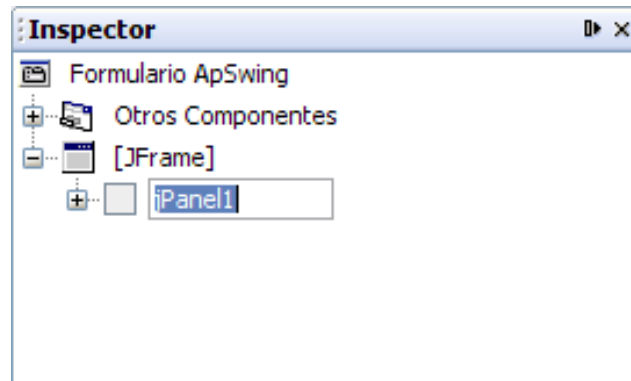 Inspector
Formulario ApSwing
Otros Componentes
[JFrame]
jPanel1